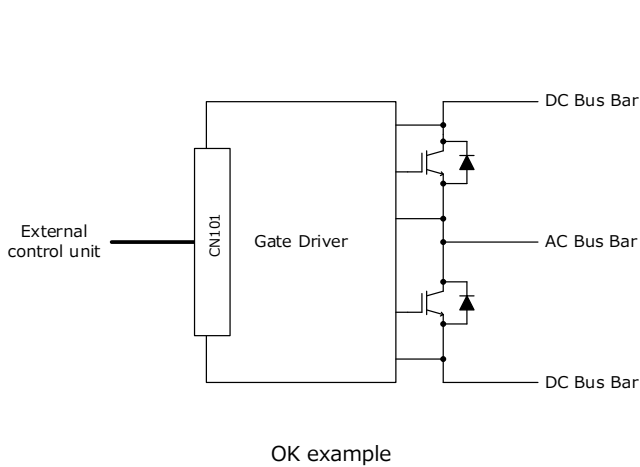 DC Bus Bar
External
control unit
CN101
Gate Driver
AC Bus Bar
DC Bus Bar
OK example